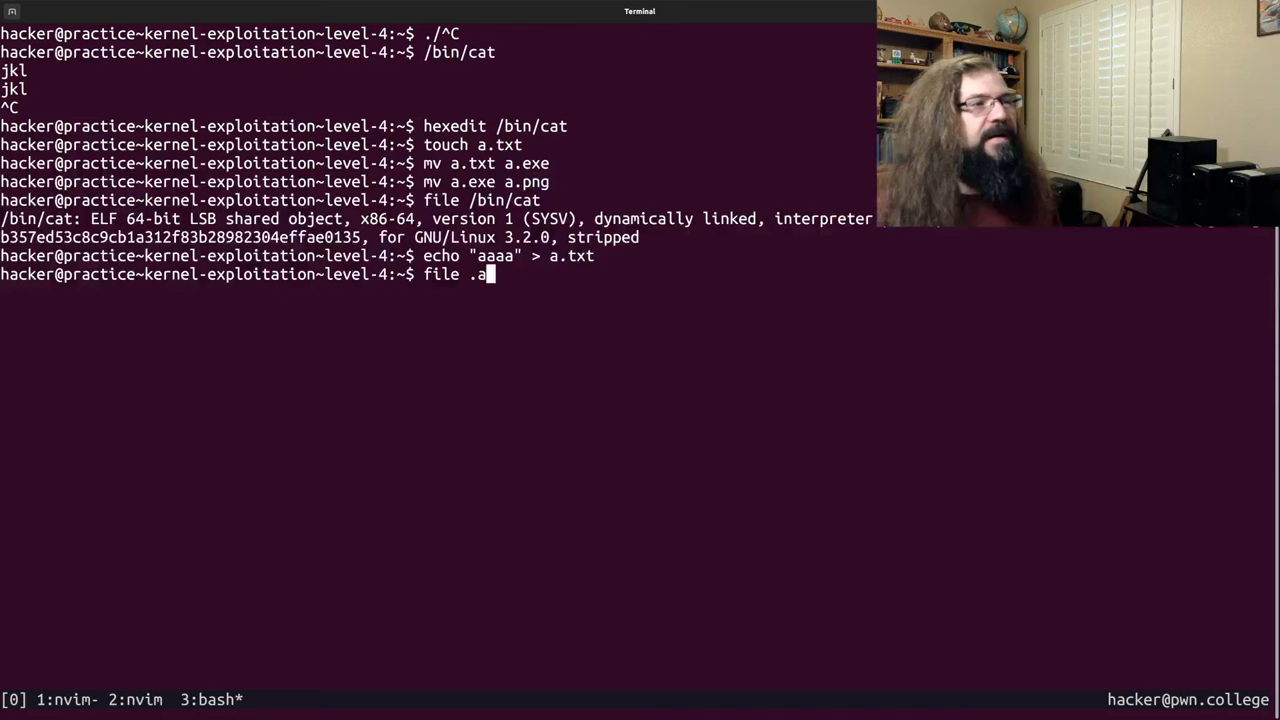 Terminal
hacker@practice~kernel-exploitation~level-4:~$ ./^C
hacker@practice~kernel-exploitation~level-4:~$ /bin/cat
jkl
jkl
^C
hacker@practice~kernel-exploitation~level-4:~$ hexedit /bin/cat
hacker@practice~kernel-exploitation~level-4:~$ touch a.txt
hacker@practice~kernel-exploitation~level-4:~$ mv a.txt a.exe
hacker@practice~kernel-exploitation~level-4:~$ mv a.exe a.png
hacker@practice~kernel-exploitation~level-4:~$ file /bin/cat
/bin/cat: ELF 64-bit LSB shared object, x86-64, version 1 (SYSV), dynamically linked, interpreter
b357ed53c8c9cb1a312f83b28982304effae0135, for GNU/Linux 3.2.0, stripped
hacker@practice~kernel-exploitation~level-4:~$ echo "aaaa" > a.txt
hacker@practice~kernel-exploitation~level-4:~$ file .a
[0] 1:nvim- 2:nvim 3:bash* hacker@pwn.college